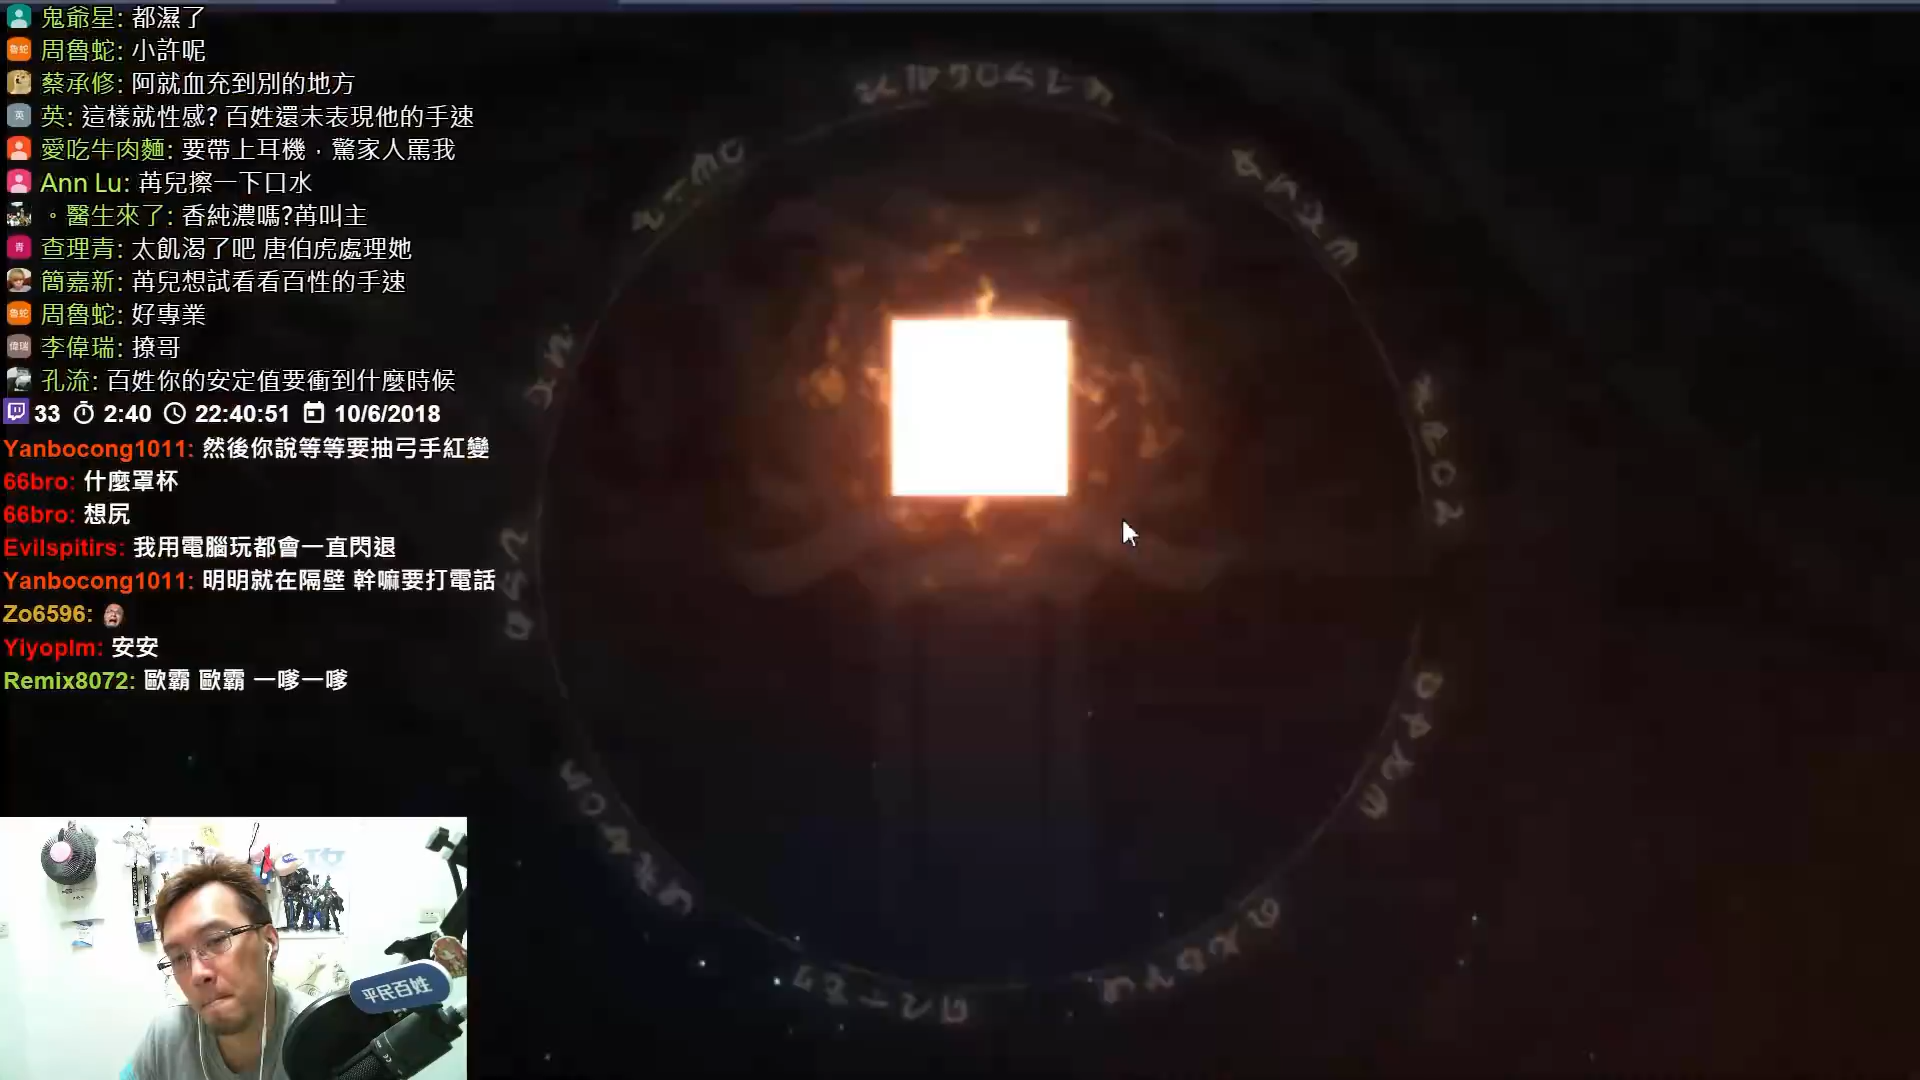 鬼爺星: 都濕了
周魯蛇: 小許呢
蔡承修: 阿就血充到別的地方
英: 這樣就性感? 百姓還未表現他的手速
愛吃牛肉麵: 要帶上耳機，驚家人罵我
Ann Lu: 苒兒擦一下口水
。醫生來了: 香純濃嗎?苒叫主
查理青: 太飢渴了吧 唐伯虎處理她
簡嘉新: 苒兒想試看看百性的手速
周魯蛇: 好專業
李偉瑞: 撩哥
孔流: 百姓你的安定值要衝到什麼時候
33 2:40 22:40:51 10/6/2018
Yanbocong1011: 然後你說等等要抽弓手紅變
66bro: 什麼罩杯
66bro: 想尻
Evilspitirs: 我用電腦玩都會一直閃退
Yanbocong1011: 明明就在隔壁 幹嘛要打電話
Zo6596:
Yiyoplm: 安安
Remix8072: 歐霸 歐霸 一嗲一嗲
平民百姓